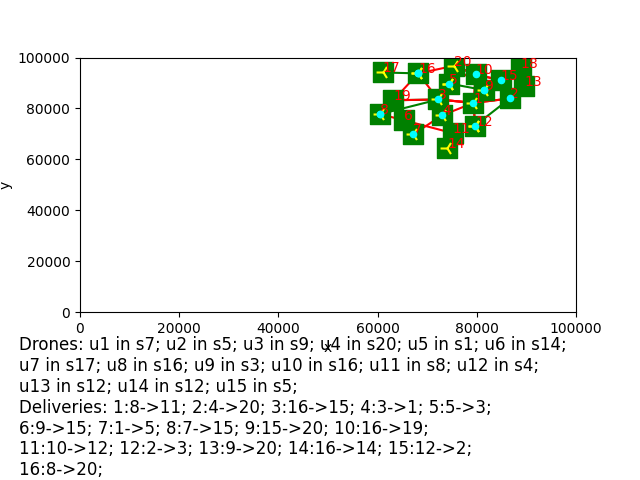 100000
80000
60000
40000
20000
0
y
0 20000 40000 60000 80000 100000
x
17
20
19
12
14
Drones: u1 in s7; u2 in s5; u3 in s9; u4 in s20; u5 in s1; u6 in s14;
u7 in s17; u8 in s16; u9 in s3; u10 in s16; u11 in s8; u12 in s4;
u13 in s12; u14 in s12; u15 in s5;
Deliveries: 1:8->11; 2:4->20; 3:16->15; 4:3->1; 5:5->3;
6:9->15; 7:1->5; 8:7->15; 9:15->20; 10:16->19;
11:10->12; 12:2->3; 13:9->20; 14:16->14; 15:12->2;
16:8->20;